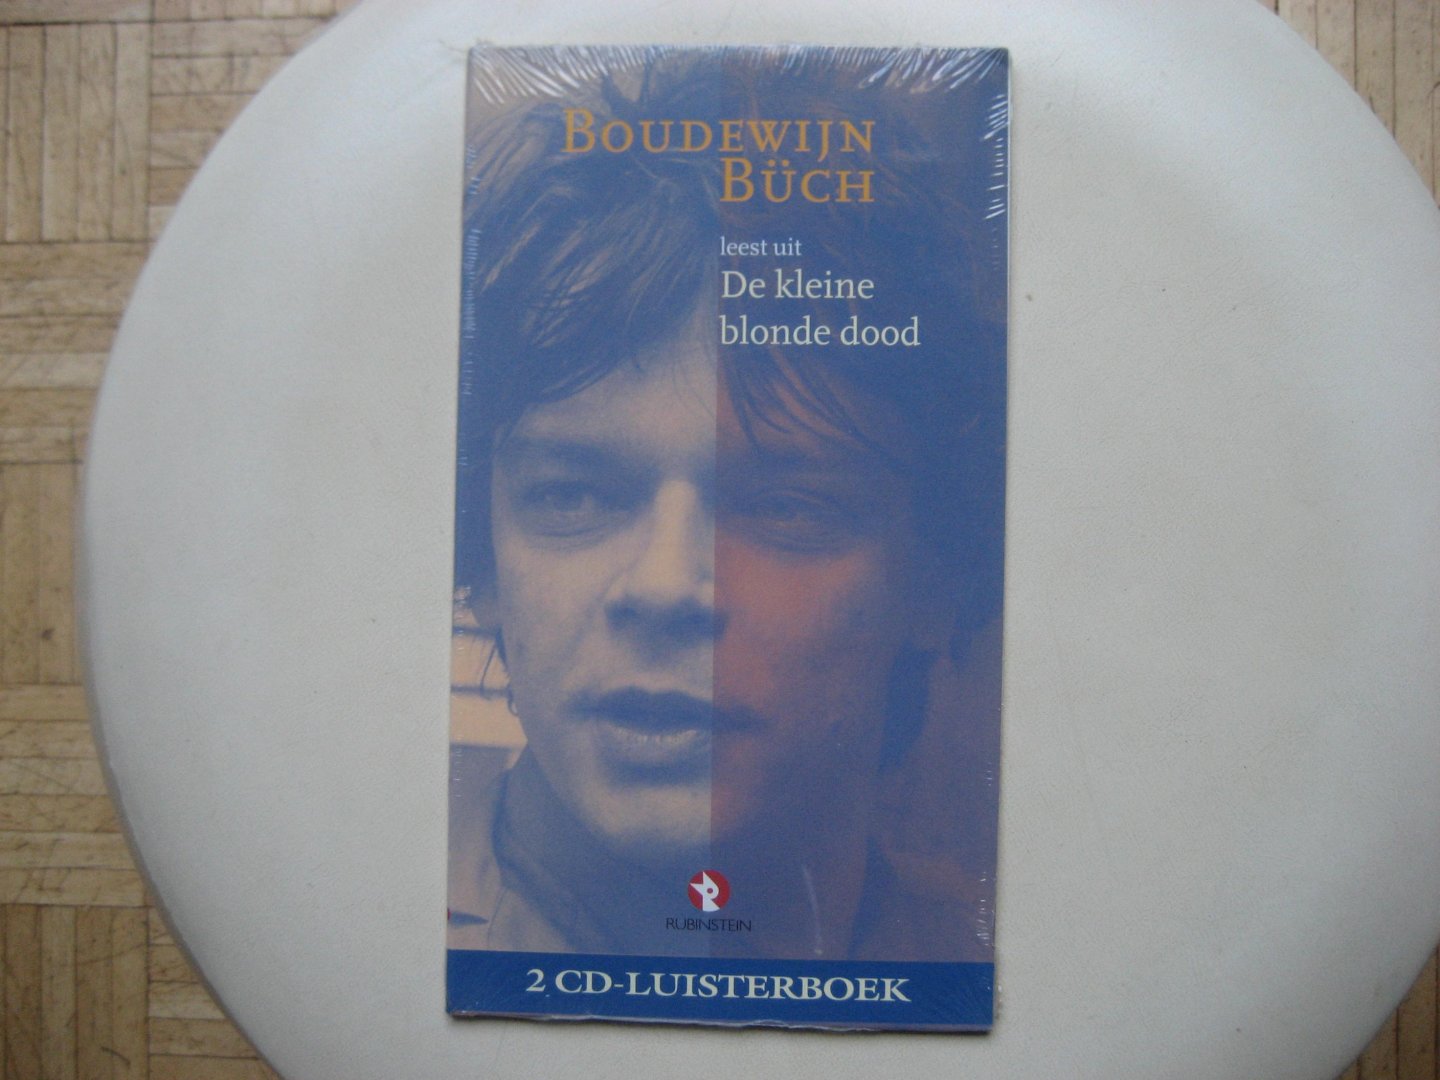 BOUDEWIJN
BÜCH
leest uit
De kleine
blonde dood
RUBINSTEIN
2 CD-LUISTERBOEK